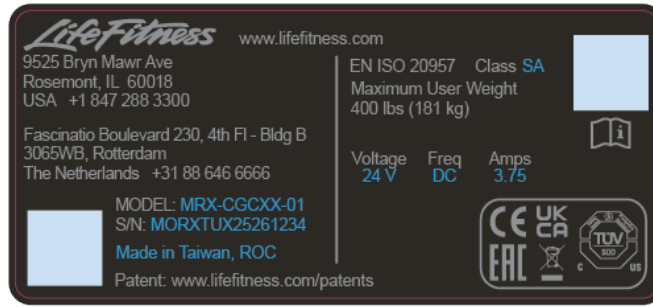 LifeFitness www.lifefitness.com
9525 Bryn Mawr Ave
Rosemont, IL 60018
USA +1 847 288 3300
Fascinatio Boulevard 230, 4th Fl - Bldg B
3065WB, Rotterdam
The Netherlands +31 88 646 6666
MODEL: MRX-CGCXX-01
S/N: MORXTUX25261234
Made in Taiwan, ROC
Patent: www.lifefitness.com/patents
EN ISO 20957 Class SA
Maximum User Weight
400 lbs (181 kg)
Voltage Freq Amps
24 V DC 3.75
i
CE UK CA
EAC
TÜV
SÜD
C US